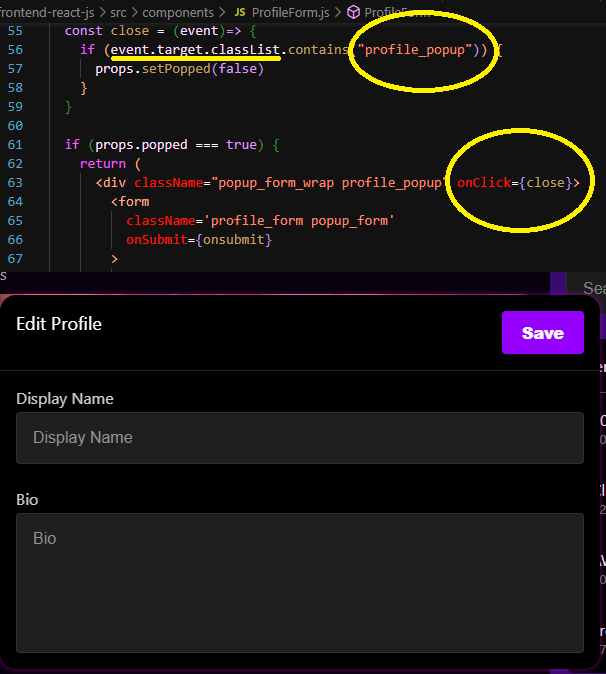 frontend-react-js > src > components > JS ProfileForm.js > ProfileForm
55 const close = (event)=> {
56 if (event.target.classList.contains("profile_popup")) {
57 props.setPopped(false)
58 }
59 }
60
61 if (props.popped === true) {
62 return (
63 <div className="popup_form_wrap profile_popup" onClick={close}>
64 <form
65 className='profile_form popup_form'
66 onSubmit={onsubmit}
67 >
Edit Profile
Save
Display Name
Display Name
Bio
Bio